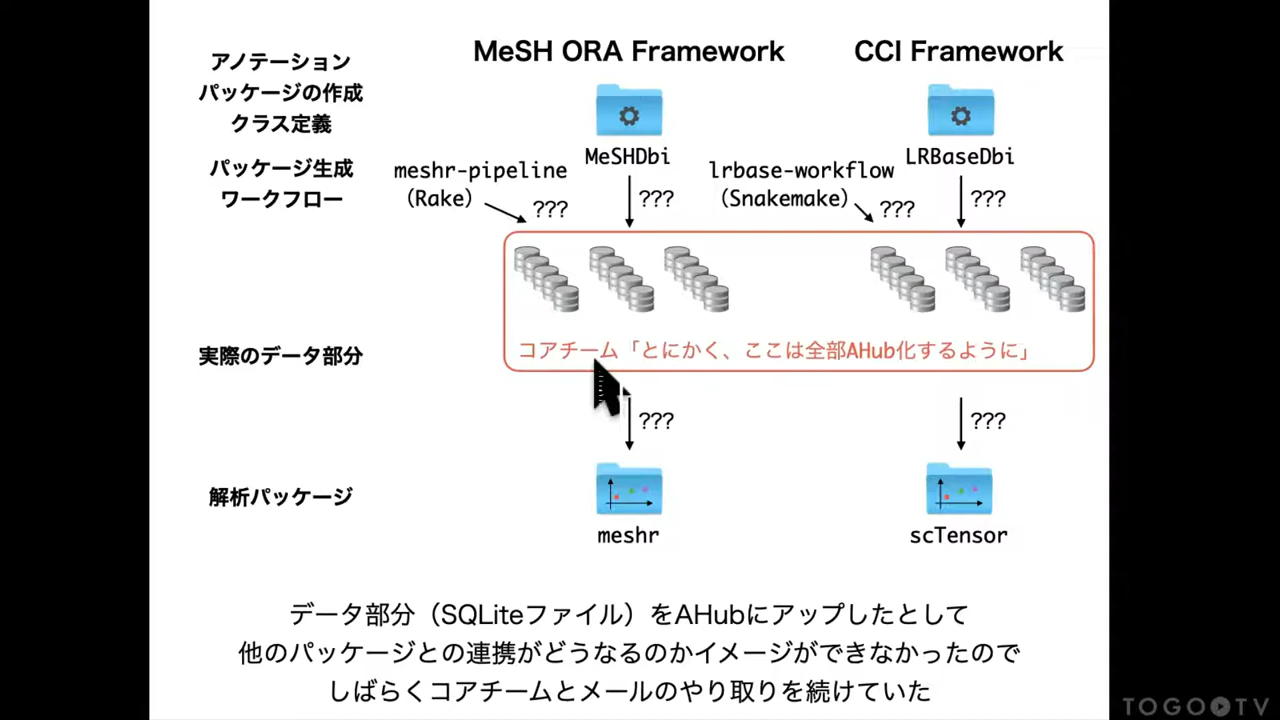 MeSH ORA Framework
CCI Framework
アノテーション
パッケージの作成
クラス定義
MeSHDbi
LRBaseDbi
パッケージ生成
ワークフロー
meshr-pipeline
(Rake)
???
???
lrbase-workflow
(Snakemake)
???
???
実際のデータ部分
コアチーム「とにかく、ここは全部AHub化するように」
???
???
解析パッケージ
meshr
scTensor
データ部分(SQLiteファイル)をAHubにアップしたとして
他のパッケージとの連携がどうなるのかイメージができなかったので
しばらくコアチームとメールのやり取りを続けていた
TOGO TV